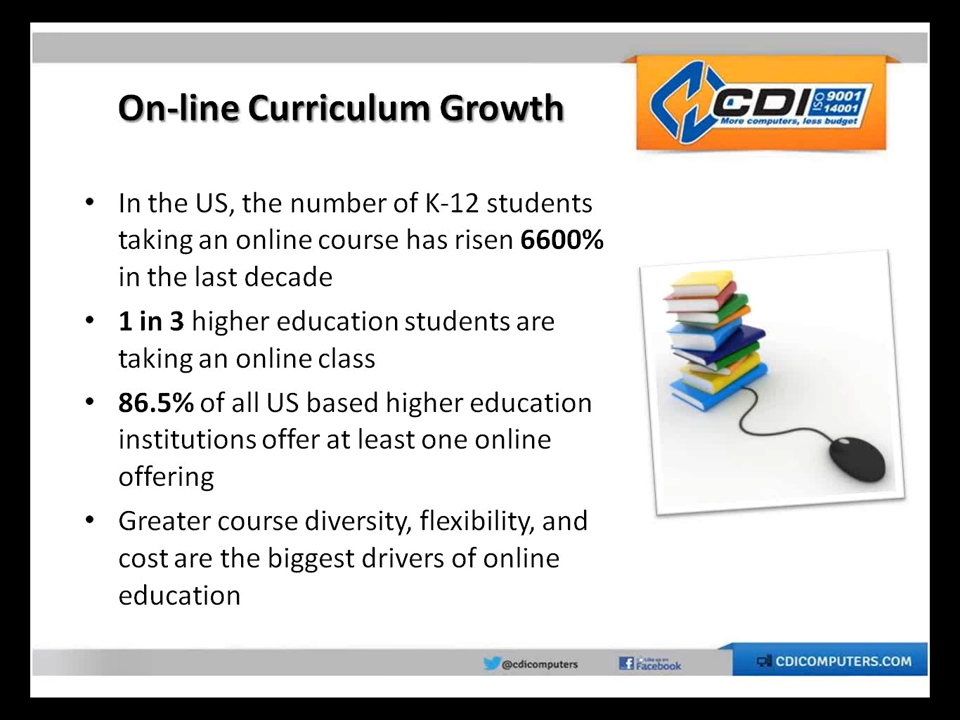 On-line Curriculum Growth
CDI ISO 9001 14001
More computers, less budget
• In the US, the number of K-12 students
taking an online course has risen 6600%
in the last decade
• 1 in 3 higher education students are
taking an online class
• 86.5% of all US based higher education
institutions offer at least one online
offering
• Greater course diversity, flexibility, and
cost are the biggest drivers of online
education
@cdicomputers
Like us on
Facebook
CDICOMPUTERS.COM